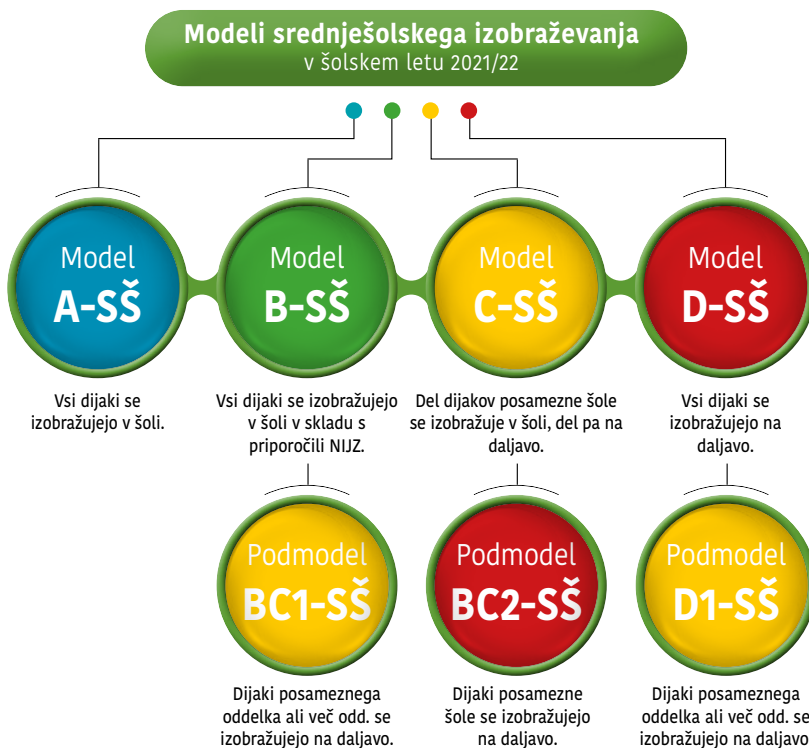 Modeli srednješolskega izobraževanja
v šolskem letu 2021/22
Model
A-SŠ
Model
B-SŠ
Model
C-SŠ
Model
D-SŠ
Vsi dijaki se
izobražujejo v šoli.
Vsi dijaki se izobražujejo
v šoli v skladu s
priporočili NIJZ.
Del dijakov posamezne šole
se izobražuje v šoli, del pa na
daljavo.
Vsi dijaki se
izobražujejo na
daljavo.
Podmodel
BC1-SŠ
Podmodel
BC2-SŠ
Podmodel
D1-SŠ
Dijaki posameznega
oddelka ali več odd. se
izobražujejo na daljavo.
Dijaki posamezne
šole se izobražujejo
na daljavo.
Dijaki posameznega
oddelka ali več odd. se
izobražujejo na daljavo